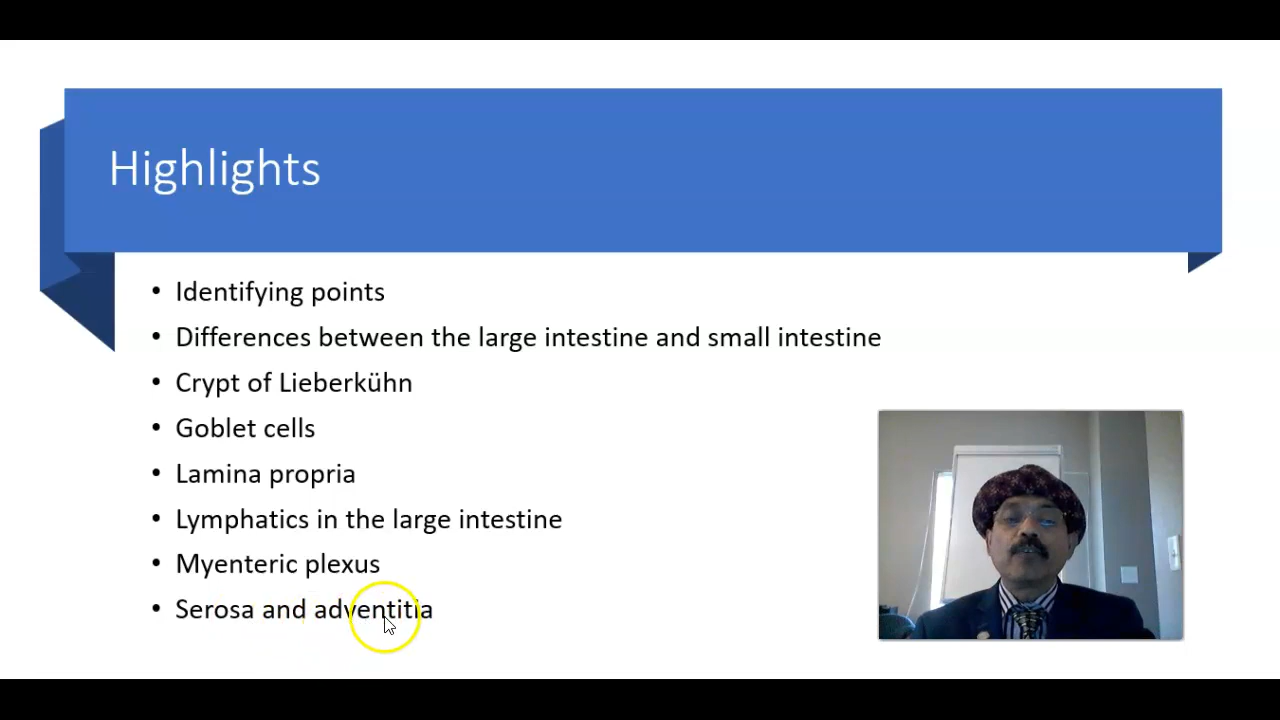 Highlights
• Identifying points
• Differences between the large intestine and small intestine
• Crypt of Lieberkühn
• Goblet cells
• Lamina propria
• Lymphatics in the large intestine
• Myenteric plexus
• Serosa and adventitia